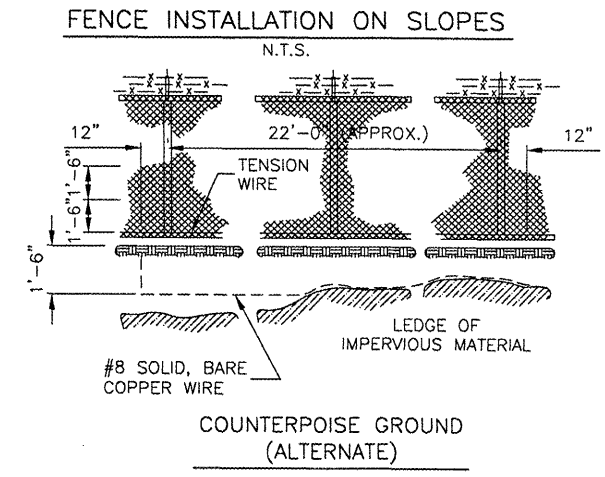 FENCE INSTALLATION ON SLOPES
N.T.S.
12"
22'-0" (APPROX.)
12"
TENSION
WIRE
1'-6"
1'-6"
1'-6"
LEDGE OF
IMPERVIOUS MATERIAL
#8 SOLID, BARE
COPPER WIRE
COUNTERPOISE GROUND
(ALTERNATE)